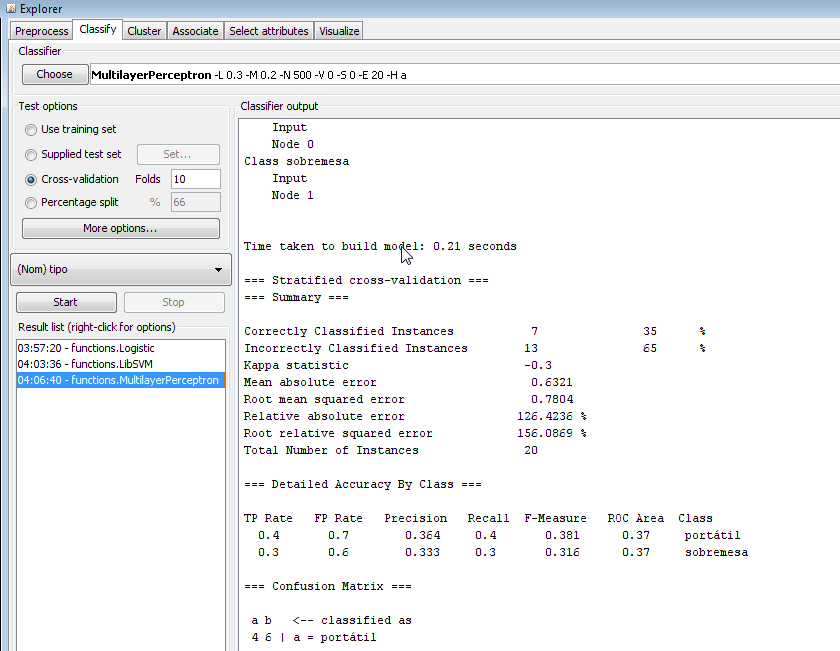 Explorer
Preprocess Classify Cluster Associate Select attributes Visualize
Classifier
Choose MultilayerPerceptron -L 0.3 -M 0.2 -N 500 -V 0 -S 0 -E 20 -H a
Test options
Use training set
Supplied test set Set...
Cross-validation Folds 10
Percentage split % 66
More options...
(Nom) tipo
Start Stop
Result list (right-click for options)
03:57:20 - functions.Logistic
04:03:36 - functions.LibSVM
04:06:40 - functions.MultilayerPerceptron
Classifier output
Input
Node 0
Class sobremesa
Input
Node 1
Time taken to build model: 0.21 seconds
=== Stratified cross-validation ===
=== Summary ===
Correctly Classified Instances 7 35 %
Incorrectly Classified Instances 13 65 %
Kappa statistic -0.3
Mean absolute error 0.6321
Root mean squared error 0.7804
Relative absolute error 126.4236 %
Root relative squared error 156.0869 %
Total Number of Instances 20
=== Detailed Accuracy By Class ===
TP Rate FP Rate Precision Recall F-Measure ROC Area Class
0.4 0.7 0.364 0.4 0.381 0.37 portátil
0.3 0.6 0.333 0.3 0.316 0.37 sobremesa
=== Confusion Matrix ===
a b <-- classified as
4 6 | a = portátil